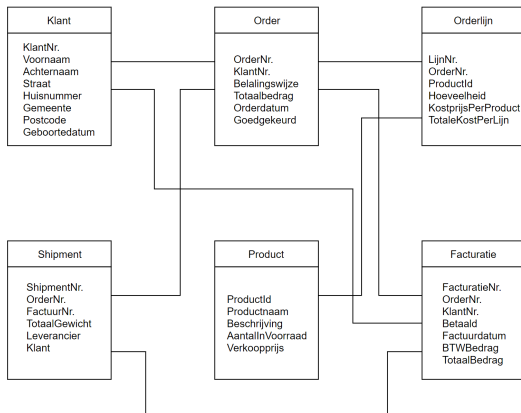 Klant
KlantNr.
Voornaam
Achternaam
Straat
Huisnummer
Gemeente
Postcode
Geboortedatum
Order
OrderNr.
KlantNr.
Belalingswijze
Totaalbedrag
Orderdatum
Goedgekeurd
Orderlijn
LijnNr.
OrderNr.
ProductId
Hoeveelheid
KostprijsPerProduct
TotaleKostPerLijn
Shipment
ShipmentNr.
OrderNr.
FactuurNr.
TotaalGewicht
Leverancier
Klant
Product
ProductId
Productnaam
Beschrijving
AantalInVoorraad
Verkoopprijs
Facturatie
FacturatieNr.
OrderNr.
KlantNr.
Betaald
Factuurdatum
BTWBedrag
TotaalBedrag